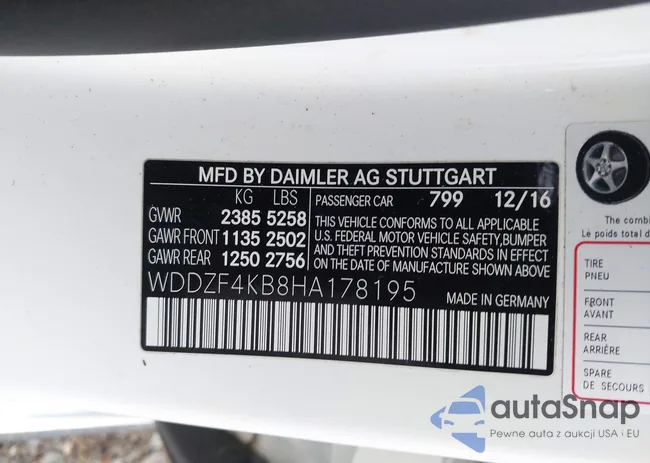 MFD BY DAIMLER AG STUTTGART
KG LBS
GVWR 2385 5258
GAWR FRONT 1135 2502
GAWR REAR 1250 2756
PASSENGER CAR 799 12/16
THIS VEHICLE CONFORMS TO ALL APPLICABLE
U.S. FEDERAL MOTOR VEHICLE SAFETY,BUMPER
AND THEFT PREVENTION STANDARDS IN EFFECT
ON THE DATE OF MANUFACTURE SHOWN ABOVE.
WDDZF4KB8HA178195
MADE IN GERMANY
The combi
Le poids total d
TIRE
PNEU
FRONT
AVANT
REAR
ARRIÈRE
SPARE
DE SECOURS
autaSnap
Pewne auta z aukcji USA i EU